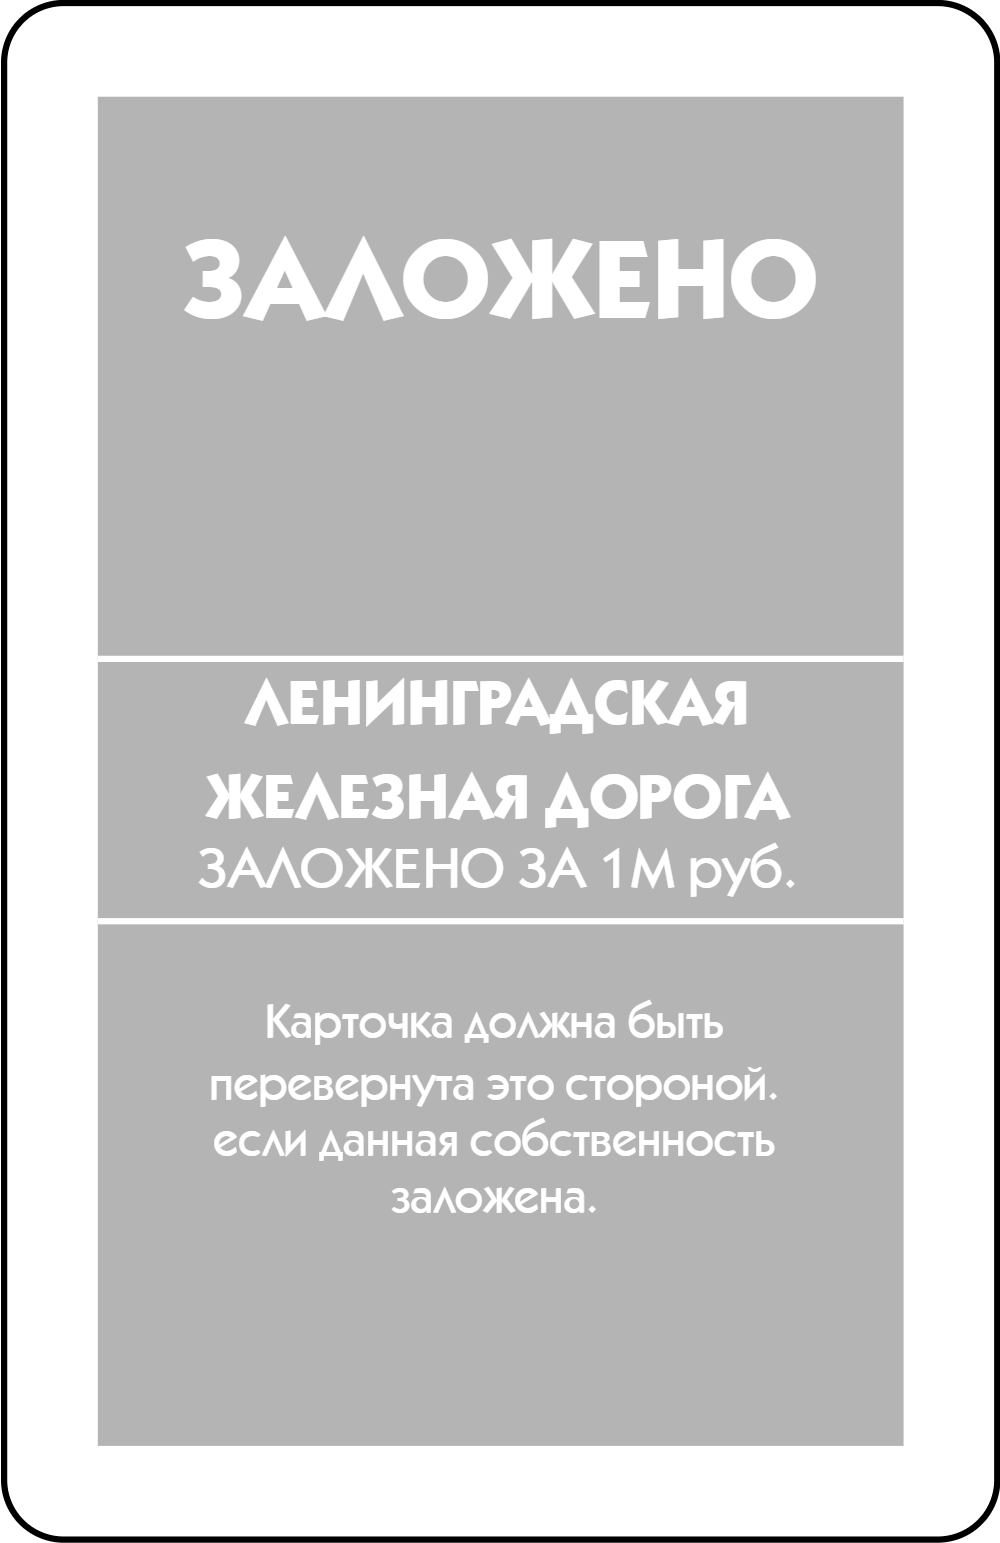 ЗАЛОЖЕНО
ЛЕНИНГРАДСКАЯ
ЖЕЛЕЗНАЯ ДОРОГА
ЗАЛОЖЕНО ЗА 1М руб.
Карточка должна быть
перевернута это стороной.
если данная собственность
заложена.